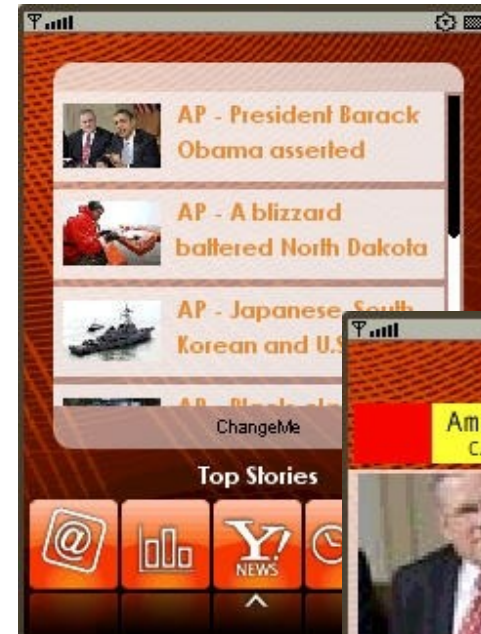 AP - President Barack
Obama asserted
AP - A blizzard
battered North Dakota
AP - Japanese, South
Korean and U.S
ChangeMe
Top Stories
@
Y!
NEWS
Am
C